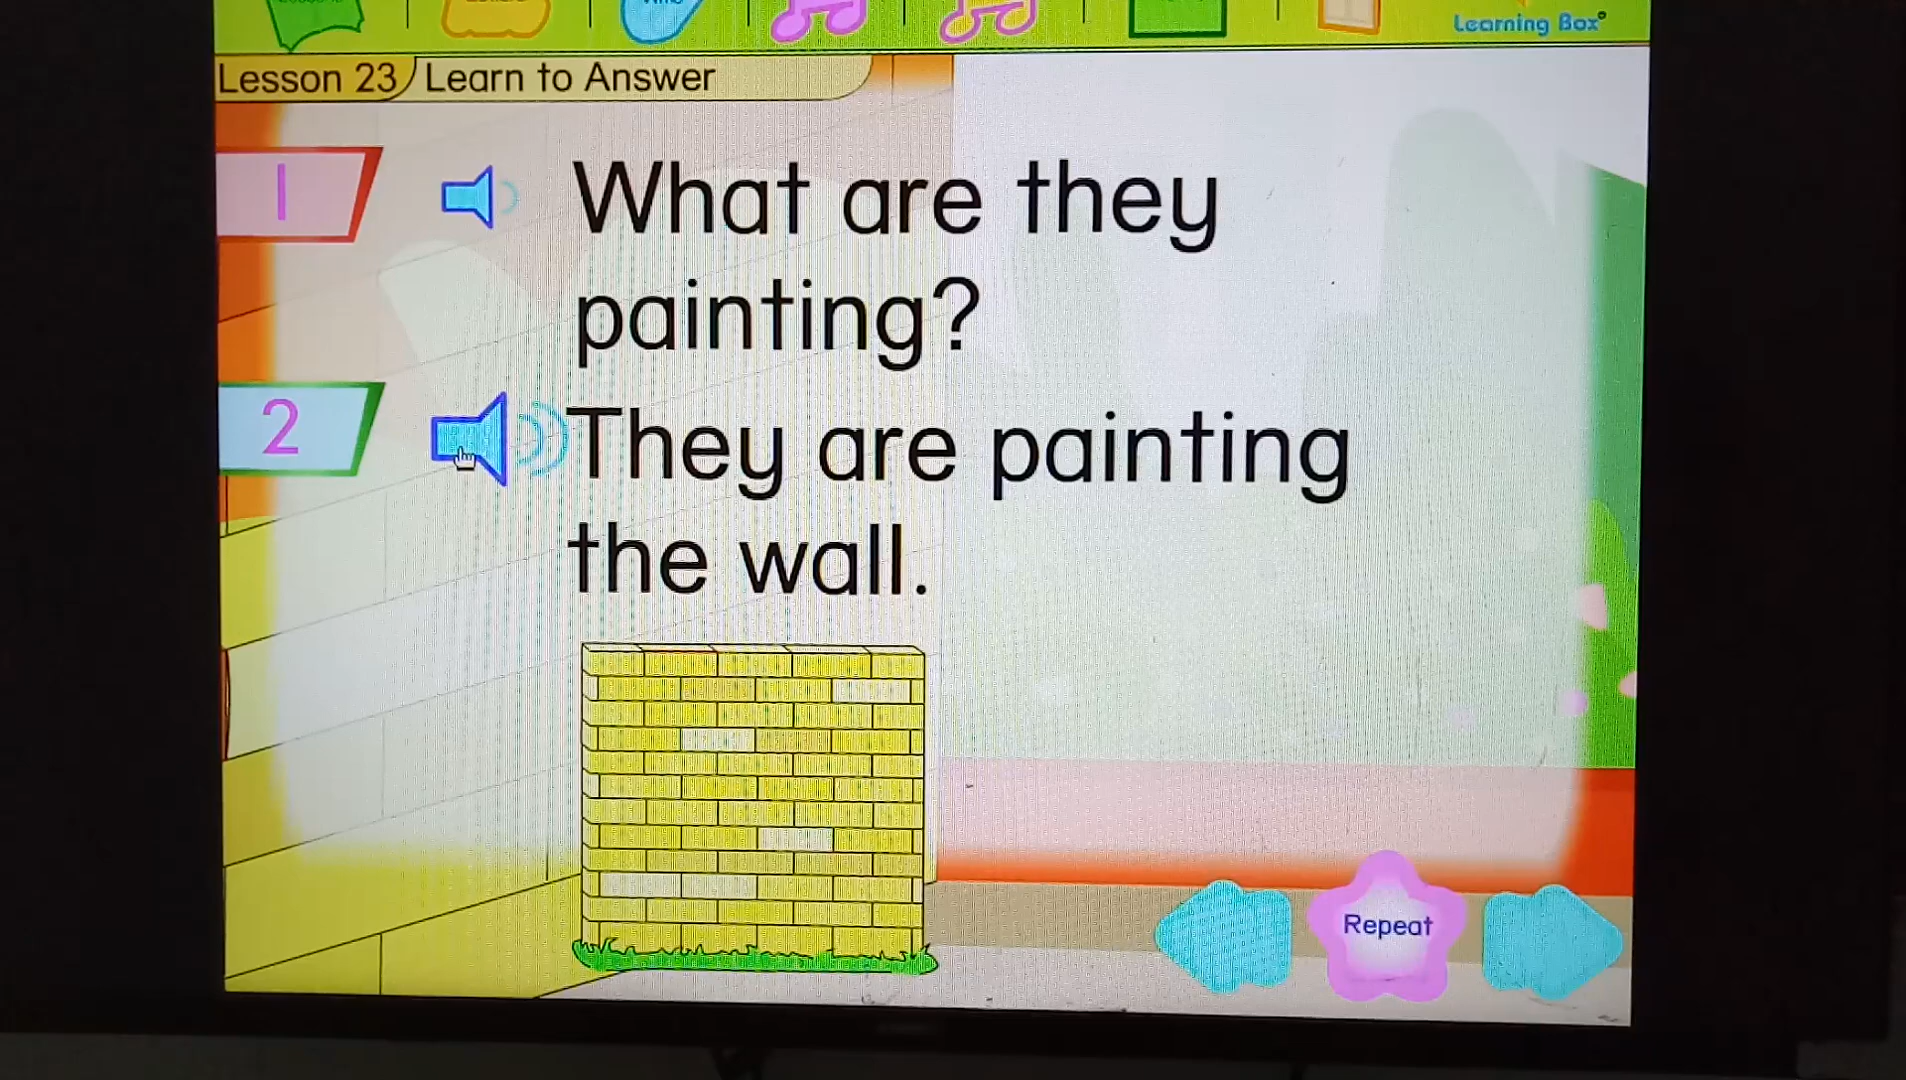 Learning Box
Lesson 23 Learn to Answer
1 What are they
painting?
2 They are painting
the wall.
Repeat